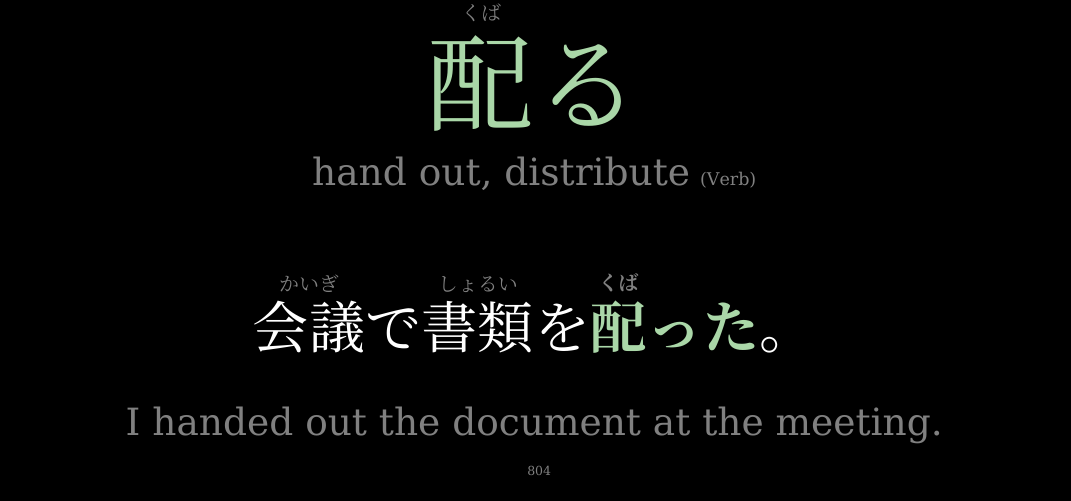 くば
配る
hand out, distribute (Verb)
かいぎ しょるい くば
会議で書類を配った。
I handed out the document at the meeting.
804